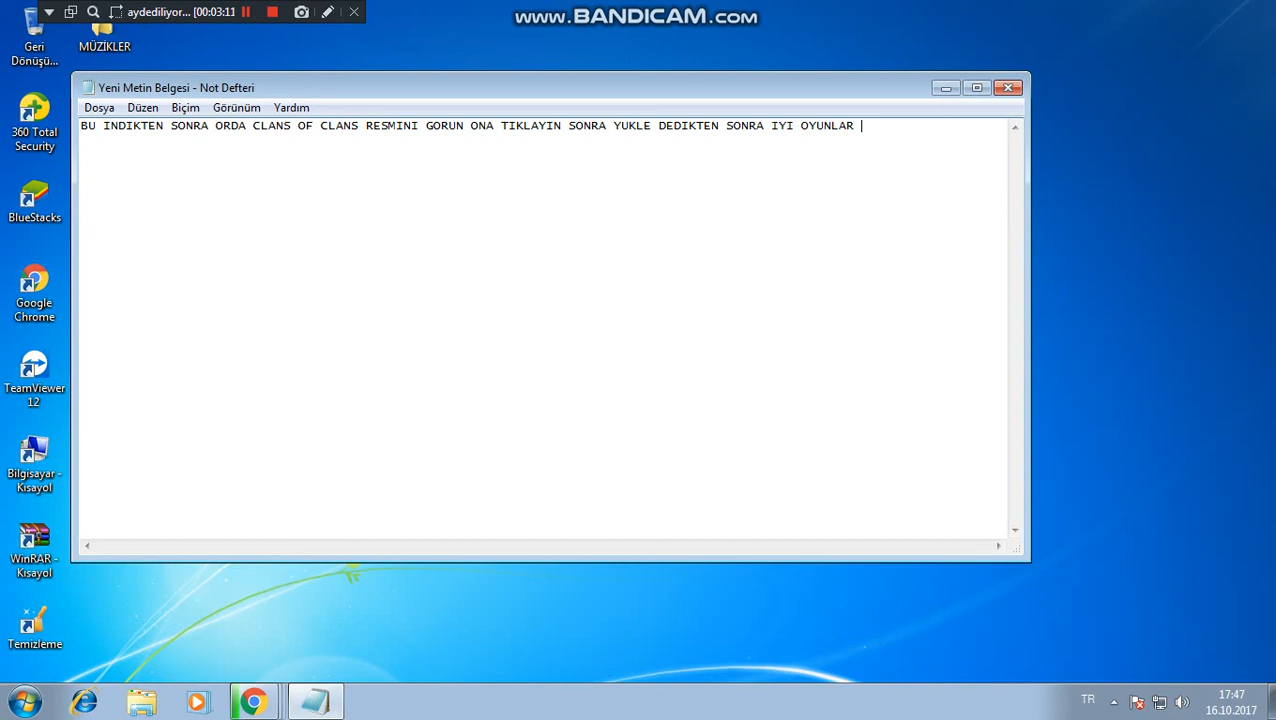 aydediliyor... [00:03:11]
www.BANDICAM.com
Geri
Dönüşü...
MÜZİKLER
Yeni Metin Belgesi - Not Defteri
Dosya Düzen Biçim Görünüm Yardım
BU INDIKTEN SONRA ORDA CLANS OF CLANS RESMINI GORUN ONA TIKLAYIN SONRA YUKLE DEDIKTEN SONRA IYI OYUNLAR
360 Total
Security
BlueStacks
Google
Chrome
TeamViewer
12
Bilgisayar -
Kısayol
WinRAR -
Kısayol
Temizleme
TR
17:47
16.10.2017